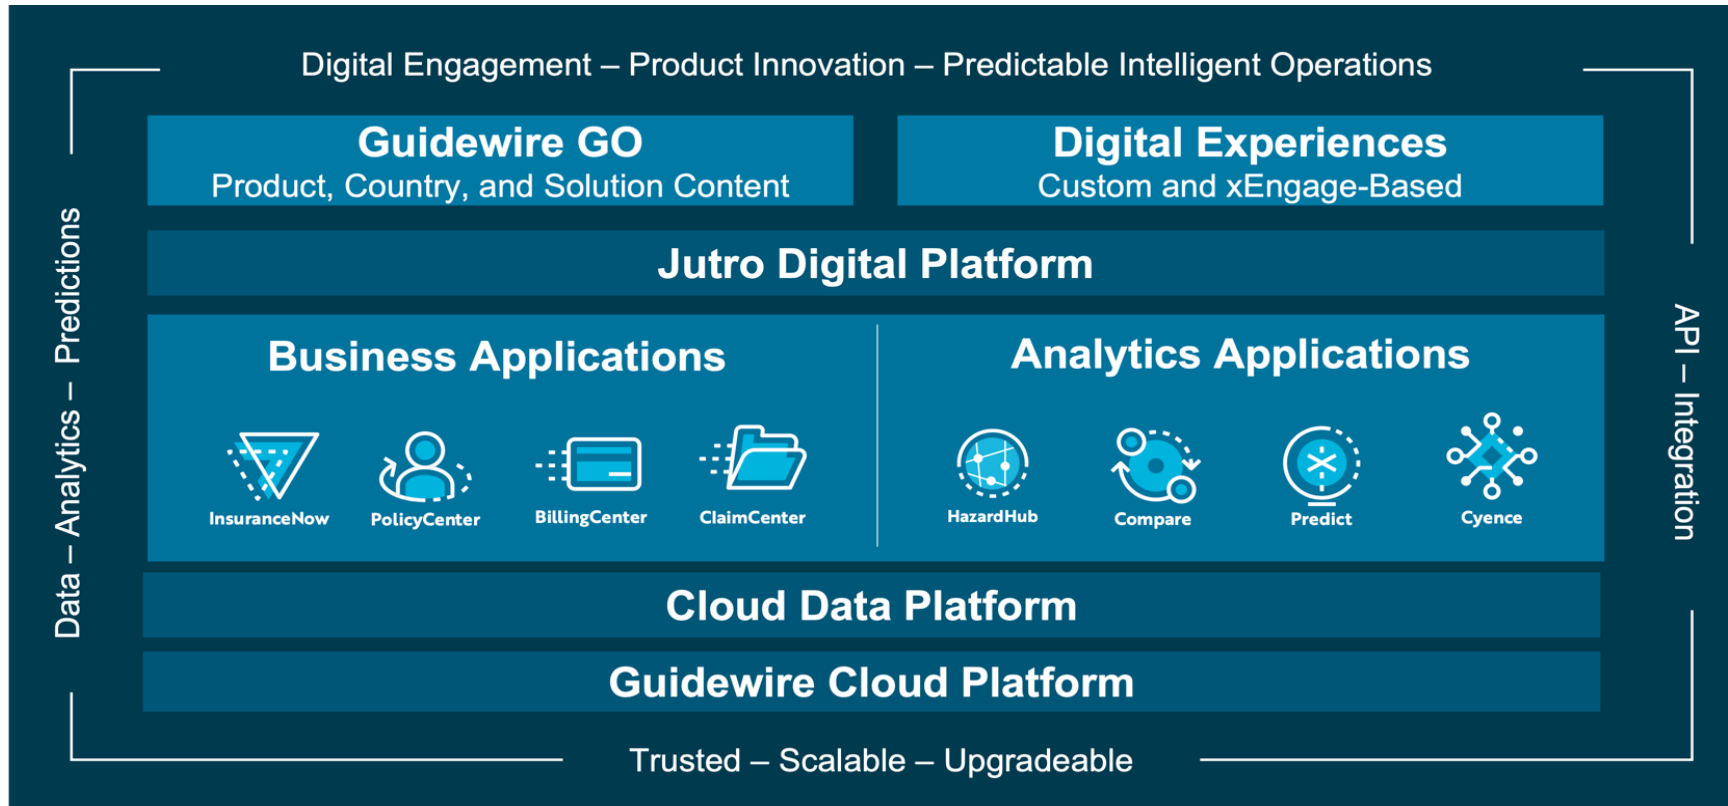 Digital Engagement – Product Innovation – Predictable Intelligent Operations
Guidewire GO
Product, Country, and Solution Content
Digital Experiences
Custom and xEngage-Based
Jutro Digital Platform
Business Applications
InsuranceNow
PolicyCenter
BillingCenter
ClaimCenter
Analytics Applications
HazardHub
Compare
Predict
Cyence
Cloud Data Platform
Guidewire Cloud Platform
Data – Analytics – Predictions
API – Integration
Trusted – Scalable – Upgradeable